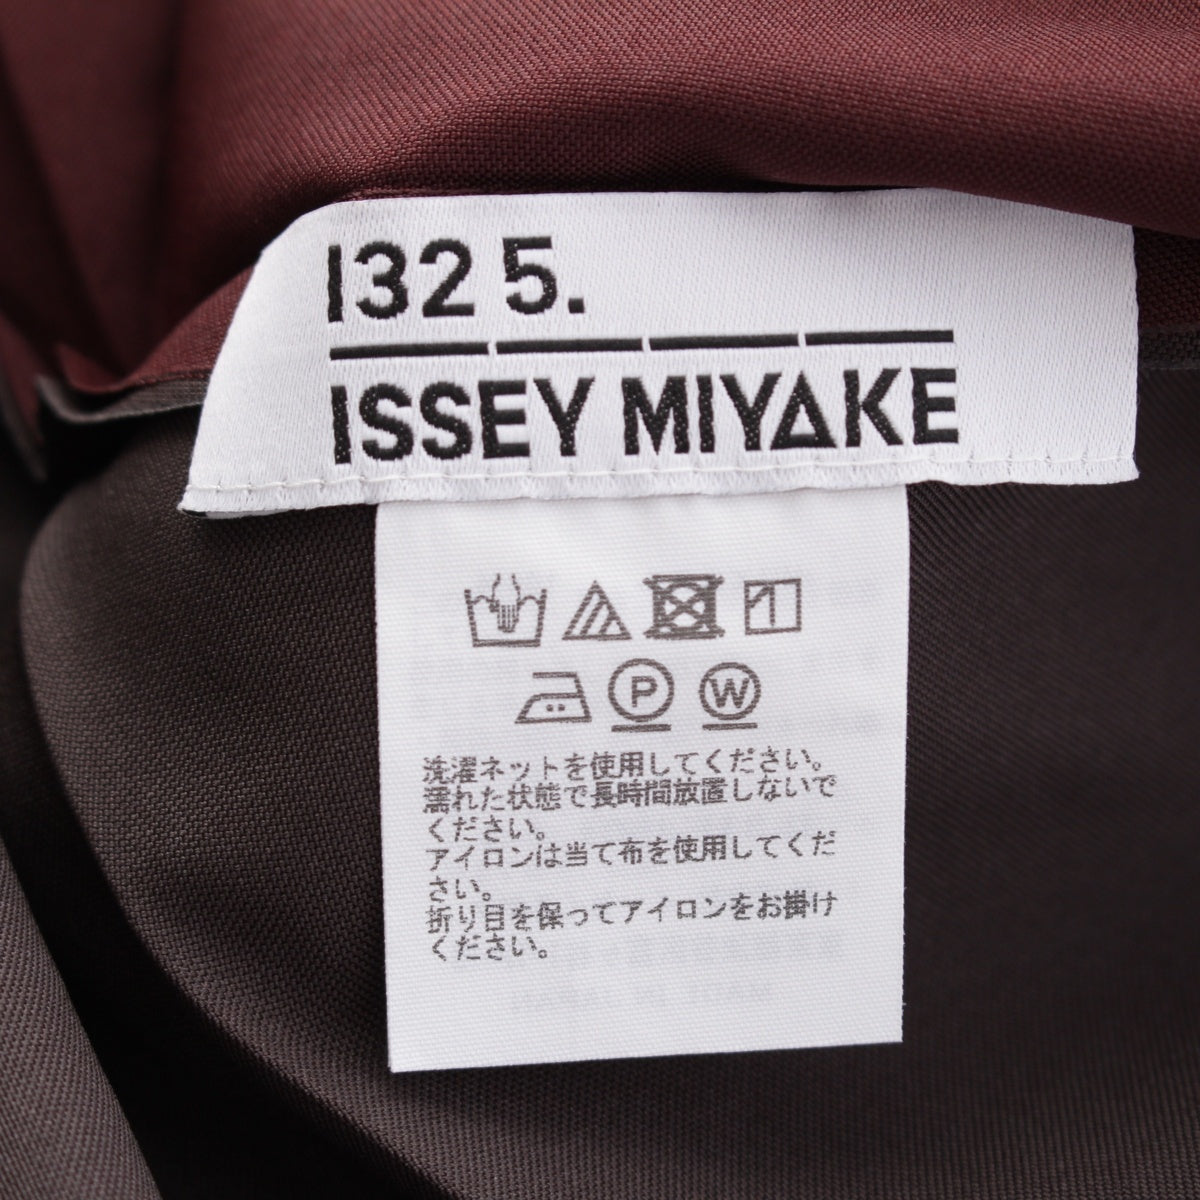 132 5.
ISSEY MIYAKE
P W
洗濯ネットを使用してください。
濡れた状態で長時間放置しないで
ください。
アイロンは当て布を使用してくだ
さい。
折り目を保ってアイロンをお掛け
ください。